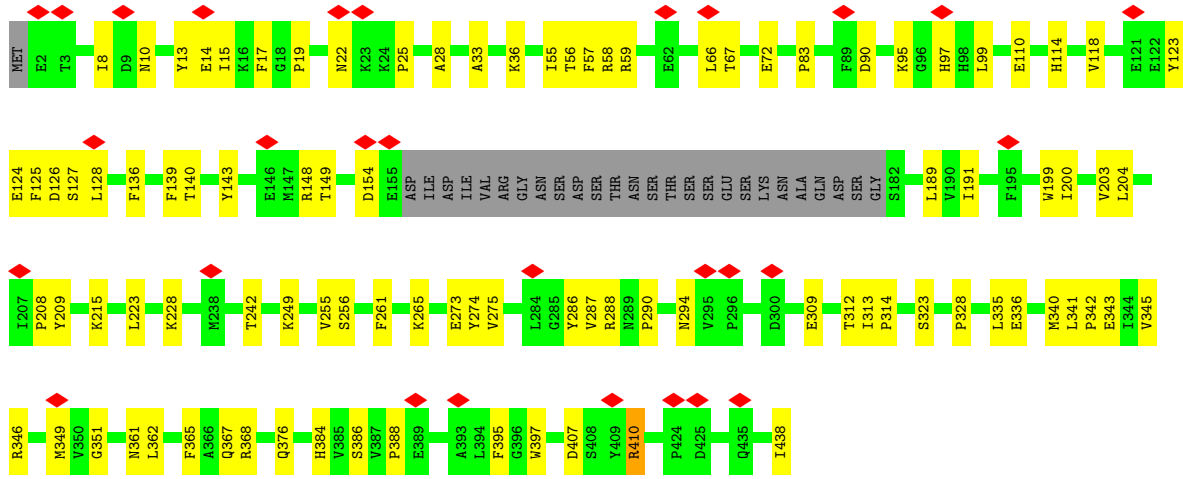 MET E2 T3 I8 D9 N10 Y13 E14 I15 K16 F17 G18 P19 N22 K23 K24 P25 A28 A33 K36 I55 T56 F57 R58 R59 E62 L66 T67 E72 P83 F89 D90 K95 G96 H97 H98 L99 E110 H114 V118 E121 E122 Y123
E124 F125 D126 S127 L128 F136 F139 T140 Y143 E146 M147 R148 T149 D154 E155 ASP ILE ASP ILE VAL ARG GLY ASN SER ASP SER THR ASN SER THR SER SER GLU SER LYS ASN ALA GLN ASP SER GLY S182 L189 V190 I191 F195 W199 I200 V203 L204
I207 P208 Y209 K215 L223 K228 M238 T242 K249 V255 S256 F261 K265 E273 Y274 V275 L284 G285 Y286 V287 R288 N289 P290 N294 V295 P296 D300 E309 T312 I313 P314 S323 P328 L335 E336 M340 L341 P342 E343 I344 V345
R346 M349 V350 G351 N361 L362 F365 A366 Q367 R368 Q376 H384 V385 S386 V387 P388 E389 A393 L394 F395 G396 W397 D407 S408 Y409 R410 P424 D425 Q435 I438